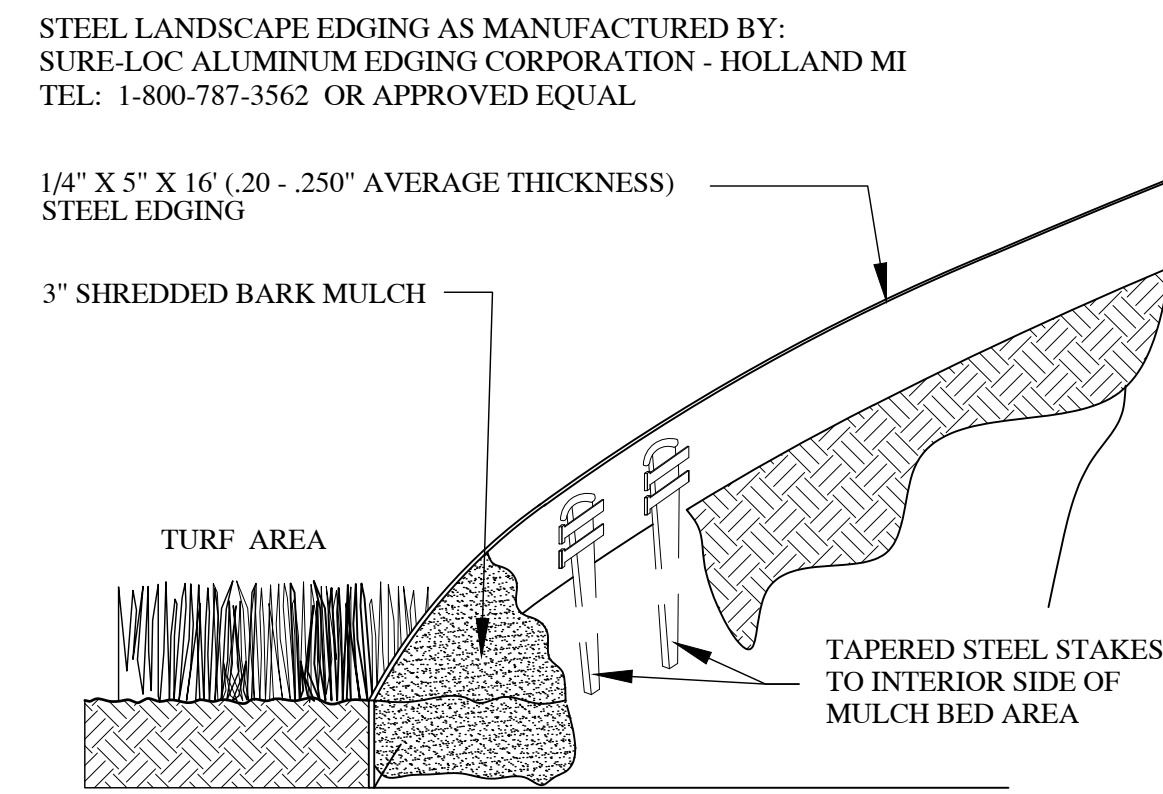 STEEL LANDSCAPE EDGING AS MANUFACTURED BY:
SURE-LOC ALUMINUM EDGING CORPORATION - HOLLAND MI
TEL: 1-800-787-3562 OR APPROVED EQUAL
1/4" X 5" X 16' (.20 - .250" AVERAGE THICKNESS)
STEEL EDGING
3" SHREDDED BARK MULCH
TURF AREA
TAPERED STEEL STAKES
TO INTERIOR SIDE OF
MULCH BED AREA